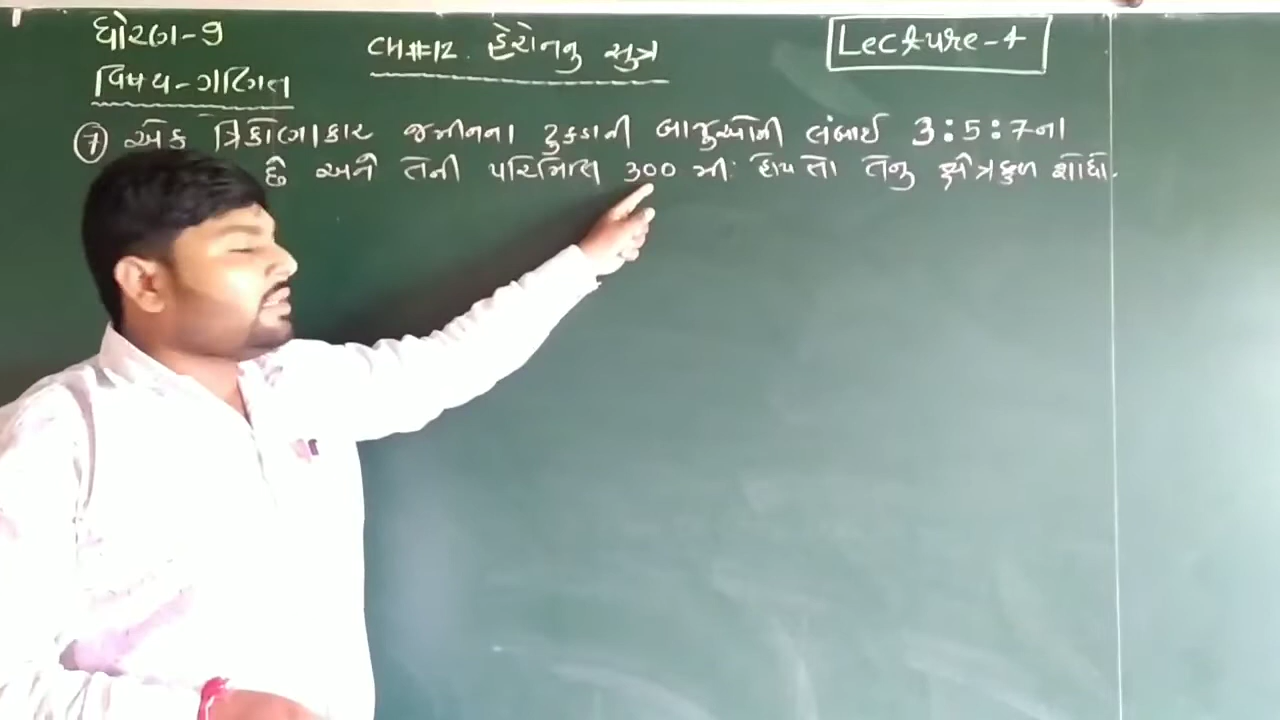 ધોરણ-9
વિષય-ગણિત
CH#12. હેરોનનુ સુત્ર
Lecture-4
7 એક ત્રિકોણાકાર જમીનના ટુકડાની બાજુઓની લંબાઈ 3:5:7ના
છે અને તેની પરિમિતિ 300 મી. હોય તો તેનુ ક્ષેત્રફળ શોધો.